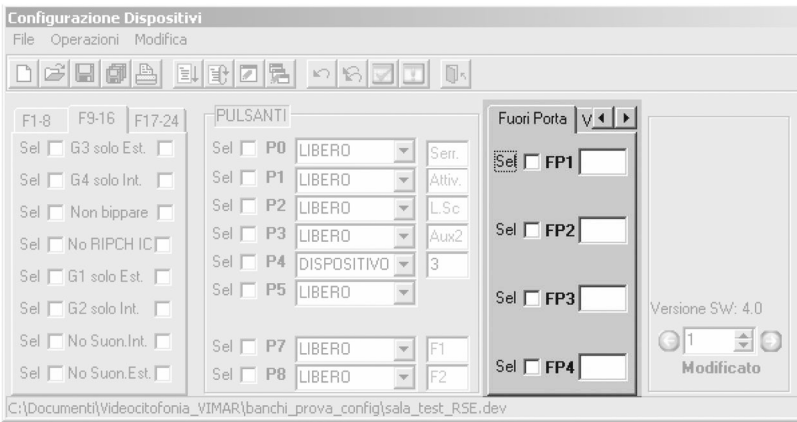 Configurazione Dispositivi
File Operazioni Modifica
F1-8 F9-16 F17-24
Sel G3 solo Est.
Sel G4 solo Int.
Sel Non bippare
Sel No RIPCH IC
Sel G1 solo Est.
Sel G2 solo Int.
Sel No Suon.Int.
Sel No Suon.Est.
PULSANTI
Sel P0 LIBERO Serr.
Sel P1 LIBERO Attiv.
Sel P2 LIBERO L.Sc
Sel P3 LIBERO Aux2
Sel P4 DISPOSITIVO 3
Sel P5 LIBERO
Sel P7 LIBERO F1
Sel P8 LIBERO F2
Fuori Porta V
Sel FP1
Sel FP2
Sel FP3
Sel FP4
Versione SW: 4.0
1
Modificato
C:\Documenti\Videocitofonia_VIMAR\banchi_prova_config\sala_test_RSE.dev